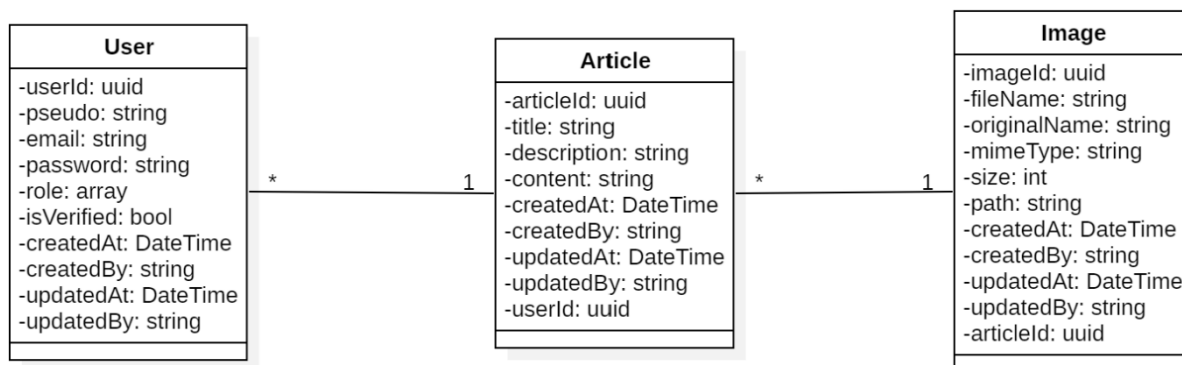 User
-userId: uuid
-pseudo: string
-email: string
-password: string
-role: array
-isVerified: bool
-createdAt: DateTime
-createdBy: string
-updatedAt: DateTime
-updatedBy: string
* 1
Article
-articleId: uuid
-title: string
-description: string
-content: string
-createdAt: DateTime
-createdBy: string
-updatedAt: DateTime
-updatedBy: string
-userId: uuid
* 1
Image
-imageId: uuid
-fileName: string
-originalName: string
-mimeType: string
-size: int
-path: string
-createdAt: DateTime
-createdBy: string
-updatedAt: DateTime
-updatedBy: string
-articleId: uuid